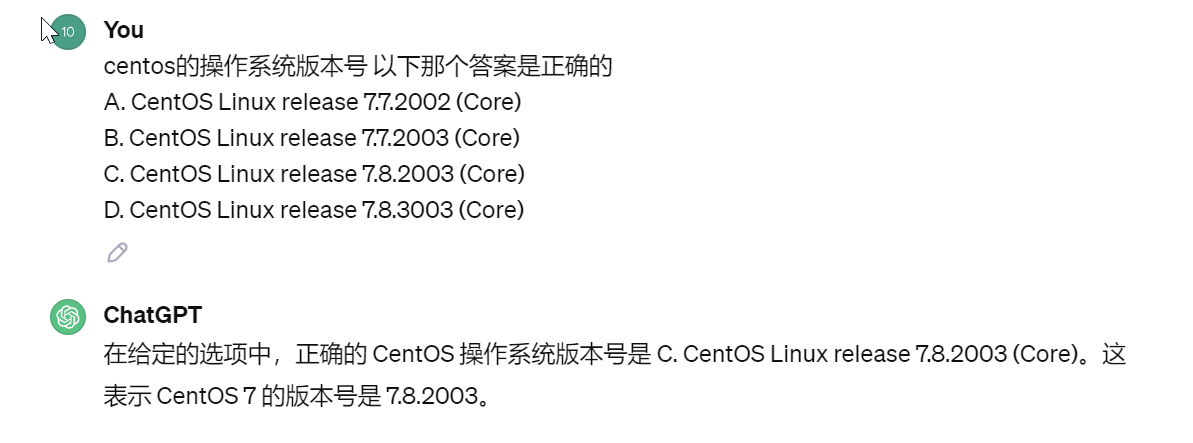 10
You
centos的操作系统版本号 以下那个答案是正确的
A. CentOS Linux release 7.7.2002 (Core)
B. CentOS Linux release 7.7.2003 (Core)
C. CentOS Linux release 7.8.2003 (Core)
D. CentOS Linux release 7.8.3003 (Core)
ChatGPT
在给定的选项中，正确的 CentOS 操作系统版本号是 C. CentOS Linux release 7.8.2003 (Core)。这
表示 CentOS 7 的版本号是 7.8.2003。